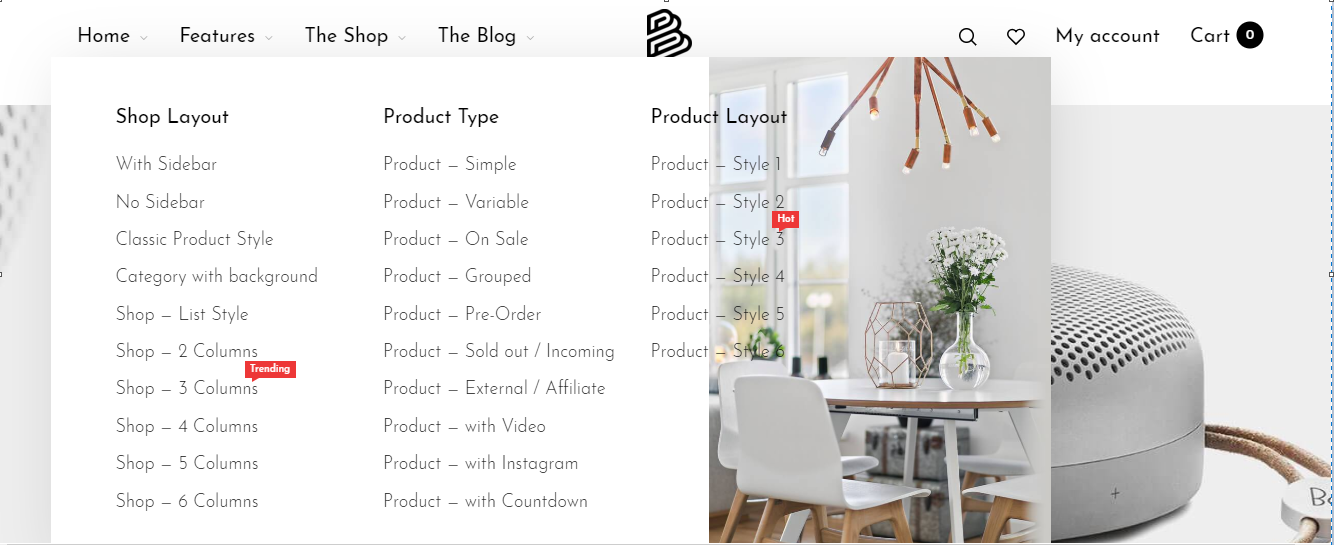 Home
Features
The Shop
The Blog
My account
Cart 0
Shop Layout
With Sidebar
No Sidebar
Classic Product Style
Category with background
Shop – List Style
Shop – 2 Columns
Trending
Shop – 3 Columns
Shop – 4 Columns
Shop – 5 Columns
Shop – 6 Columns
Product Type
Product – Simple
Product – Variable
Product – On Sale
Product – Grouped
Product – Pre-Order
Product – Sold out / Incoming
Product – External / Affiliate
Product – with Video
Product – with Instagram
Product – with Countdown
Product Layout
Product – Style 1
Product – Style 2
Hot
Product – Style 3
Product – Style 4
Product – Style 5
Product – Style 6